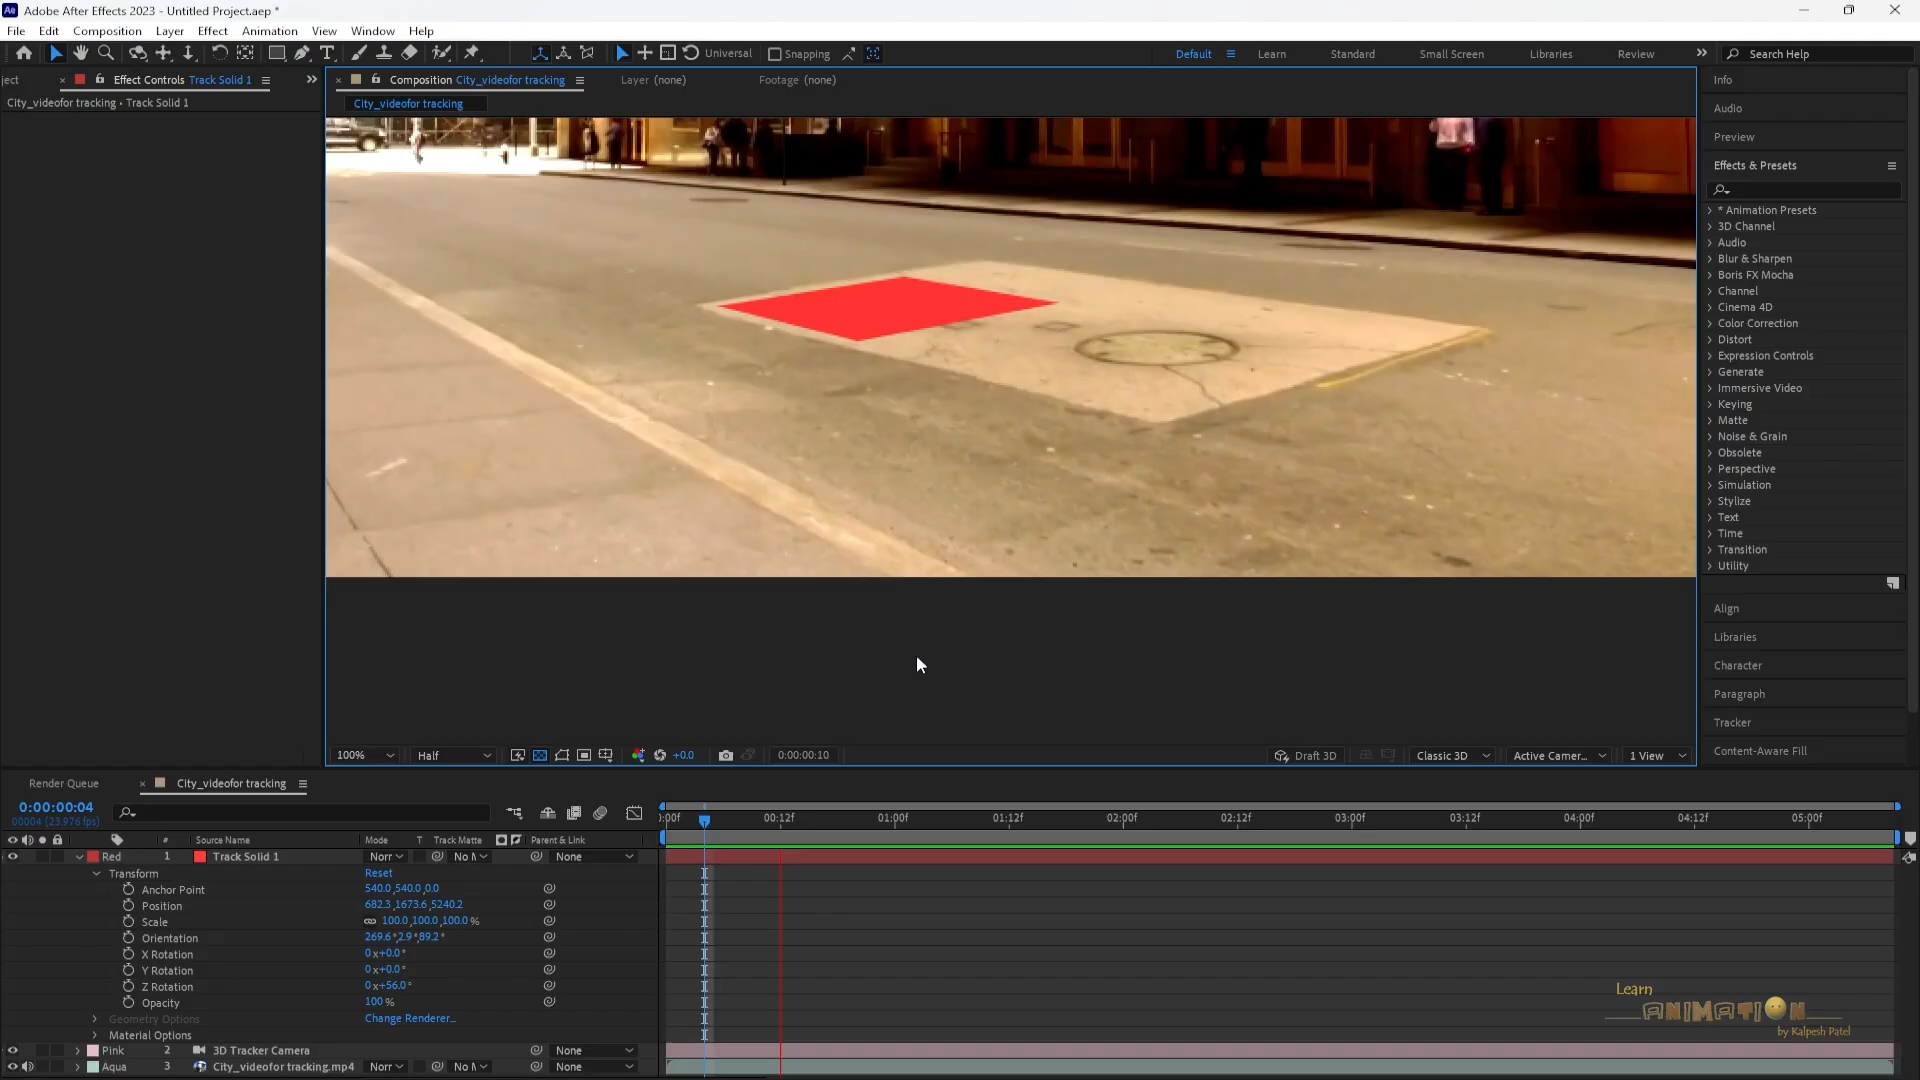 Ae Adobe After Effects 2023 - Untitled Project.aep *
File Edit Composition Layer Effect Animation View Window Help
Universal Snapping Default Learn Standard Small Screen Libraries Review Search Help
ject Effect Controls Track Solid 1 Composition City_videofor tracking Layer (none) Footage (none)
City_videofor tracking • Track Solid 1
City_videofor tracking
Info
Audio
Preview
Effects & Presets
* Animation Presets
3D Channel
Audio
Blur & Sharpen
Boris FX Mocha
Channel
Cinema 4D
Color Correction
Distort
Expression Controls
Generate
Immersive Video
Keying
Matte
Noise & Grain
Obsolete
Perspective
Simulation
Stylize
Text
Time
Transition
Utility
Align
Libraries
Character
Paragraph
Tracker
Content-Aware Fill
100% Half +0.0 0:00:00:10 Draft 3D Classic 3D Active Camer... 1 View
Render Queue City_videofor tracking
0:00:00:04
00004 (23.976 fps)
:00f 00:12f 01:00f 01:12f 02:00f 02:12f 03:00f 03:12f 04:00f 04:12f 05:00f
# Source Name Mode T Track Matte Parent & Link
Red 1 Track Solid 1 Norr No M None
Transform Reset
Anchor Point 540.0,540.0,0.0
Position 682.3,1673.6,5240.2
Scale 100.0,100.0,100.0 %
Orientation 269.6°,2.9°,89.2°
X Rotation 0x+0.0°
Y Rotation 0x+0.0°
Z Rotation 0x+56.0°
Opacity 100 %
Geometry Options Change Renderer...
Material Options
Pink 2 3D Tracker Camera None
Aqua 3 City_videofor tracking.mp4 Norr No M None
Learn
ANIMATION
by Kalpesh Patel